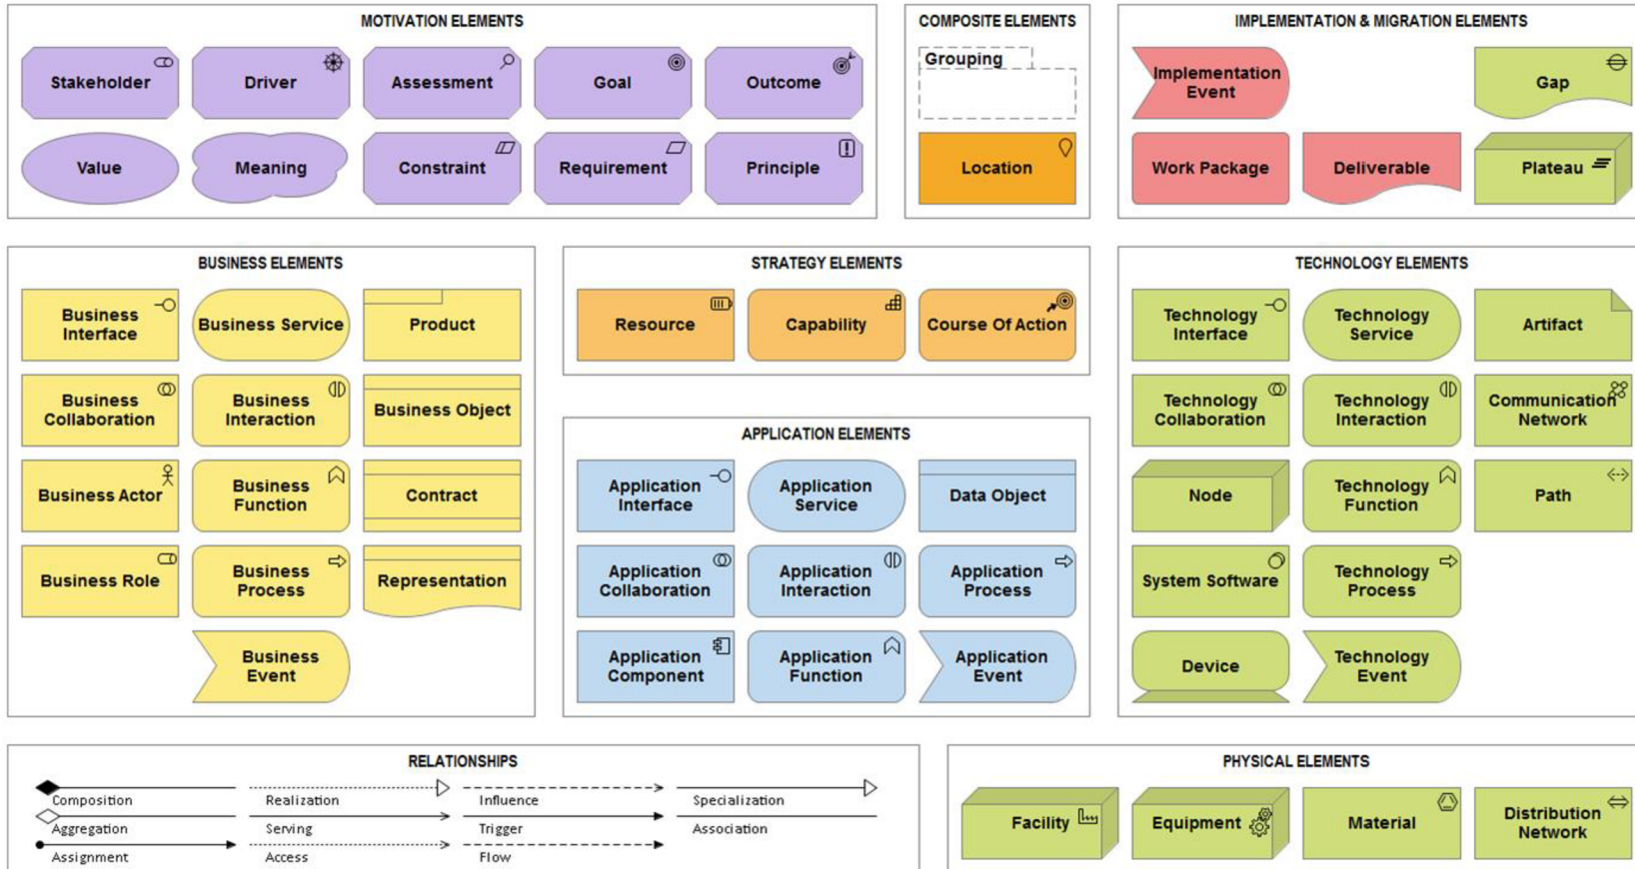 MOTIVATION ELEMENTS
Stakeholder
Driver
Assessment
Goal
Outcome
Value
Meaning
Constraint
Requirement
Principle
COMPOSITE ELEMENTS
Grouping
Location
IMPLEMENTATION & MIGRATION ELEMENTS
Implementation
Event
Gap
Work Package
Deliverable
Plateau
BUSINESS ELEMENTS
Business
Interface
Business Service
Product
Business
Collaboration
Business
Interaction
Business Object
Business Actor
Business
Function
Contract
Business Role
Business
Process
Representation
Business
Event
STRATEGY ELEMENTS
Resource
Capability
Course Of Action
APPLICATION ELEMENTS
Application
Interface
Application
Service
Data Object
Application
Collaboration
Application
Interaction
Application
Process
Application
Component
Application
Function
Application
Event
TECHNOLOGY ELEMENTS
Technology
Interface
Technology
Service
Artifact
Technology
Collaboration
Technology
Interaction
Communication
Network
Node
Technology
Function
Path
System Software
Technology
Process
Device
Technology
Event
RELATIONSHIPS
Composition
Realization
Influence
Specialization
Aggregation
Serving
Trigger
Association
Assignment
Access
Flow
PHYSICAL ELEMENTS
Facility
Equipment
Material
Distribution
Network